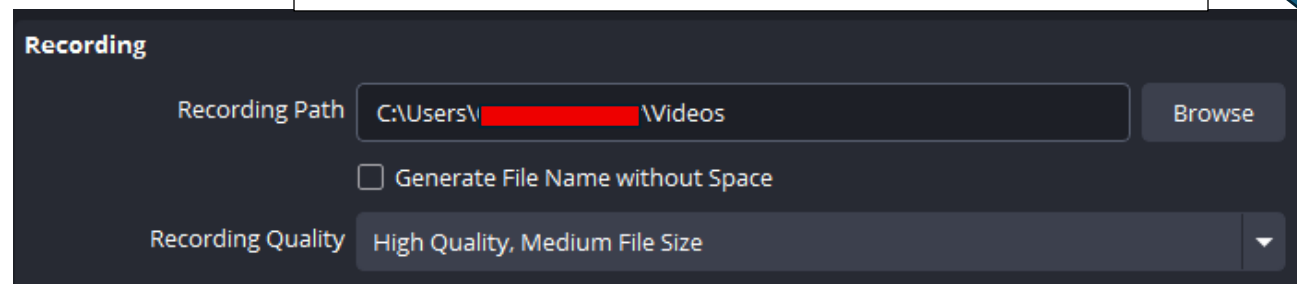 Recording
Recording Path C:\Users\ \Videos Browse
Generate File Name without Space
Recording Quality High Quality, Medium File Size